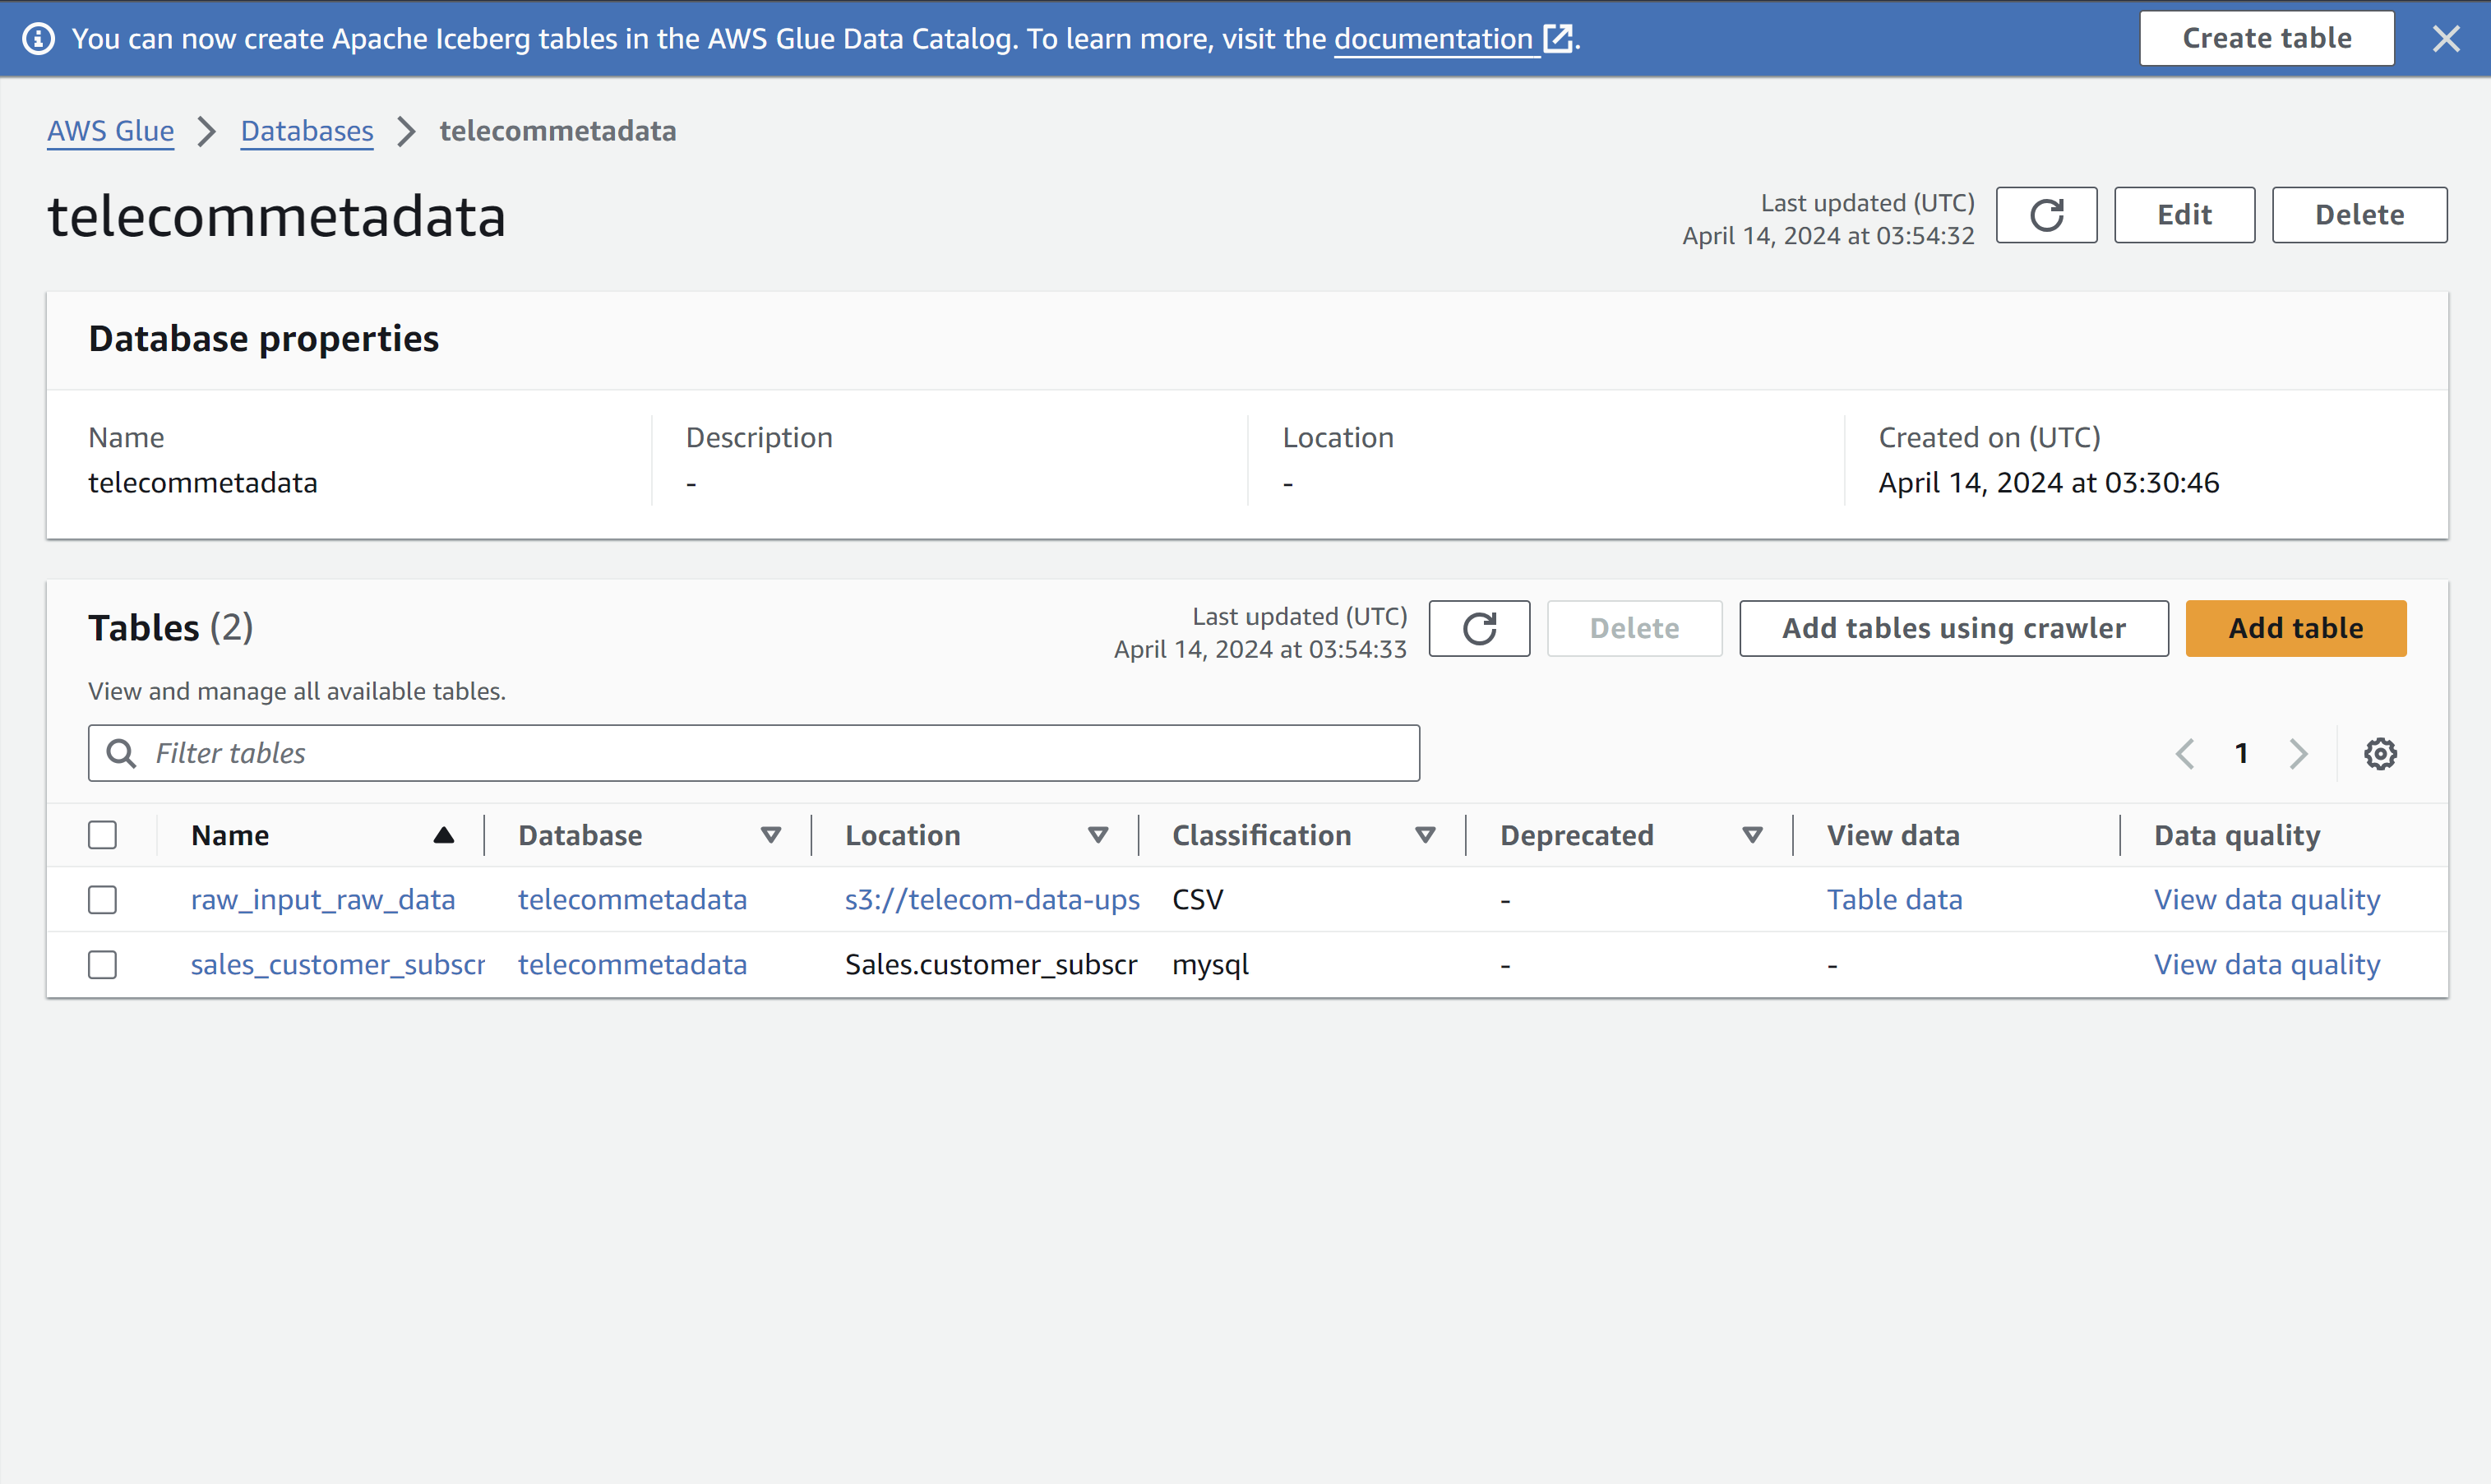 You can now create Apache Iceberg tables in the AWS Glue Data Catalog. To learn more, visit the documentation. Create table
AWS Glue Databases telecommetadata
telecommetadata
Last updated (UTC)
April 14, 2024 at 03:54:32
Edit Delete
Database properties
Name Description Location Created on (UTC)
telecommetadata - - April 14, 2024 at 03:30:46
Tables (2)
Last updated (UTC)
April 14, 2024 at 03:54:33
Delete Add tables using crawler Add table
View and manage all available tables.
Filter tables 1
Name Database Location Classification Deprecated View data Data quality
raw_input_raw_data telecommetadata s3://telecom-data-ups CSV - Table data View data quality
sales_customer_subscr telecommetadata Sales.customer_subscr mysql - - View data quality